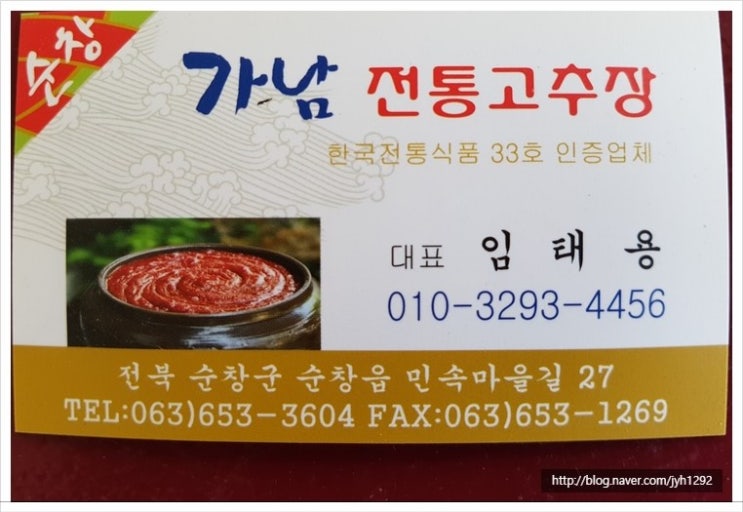 순창
가남 전통고추장
한국전통식품 33호 인증업체
대표 임태용
010-3293-4456
전북 순창군 순창읍 민속마을길 27
TEL:063)653-3604 FAX:063)653-1269
http://blog.naver.com/jyh1292